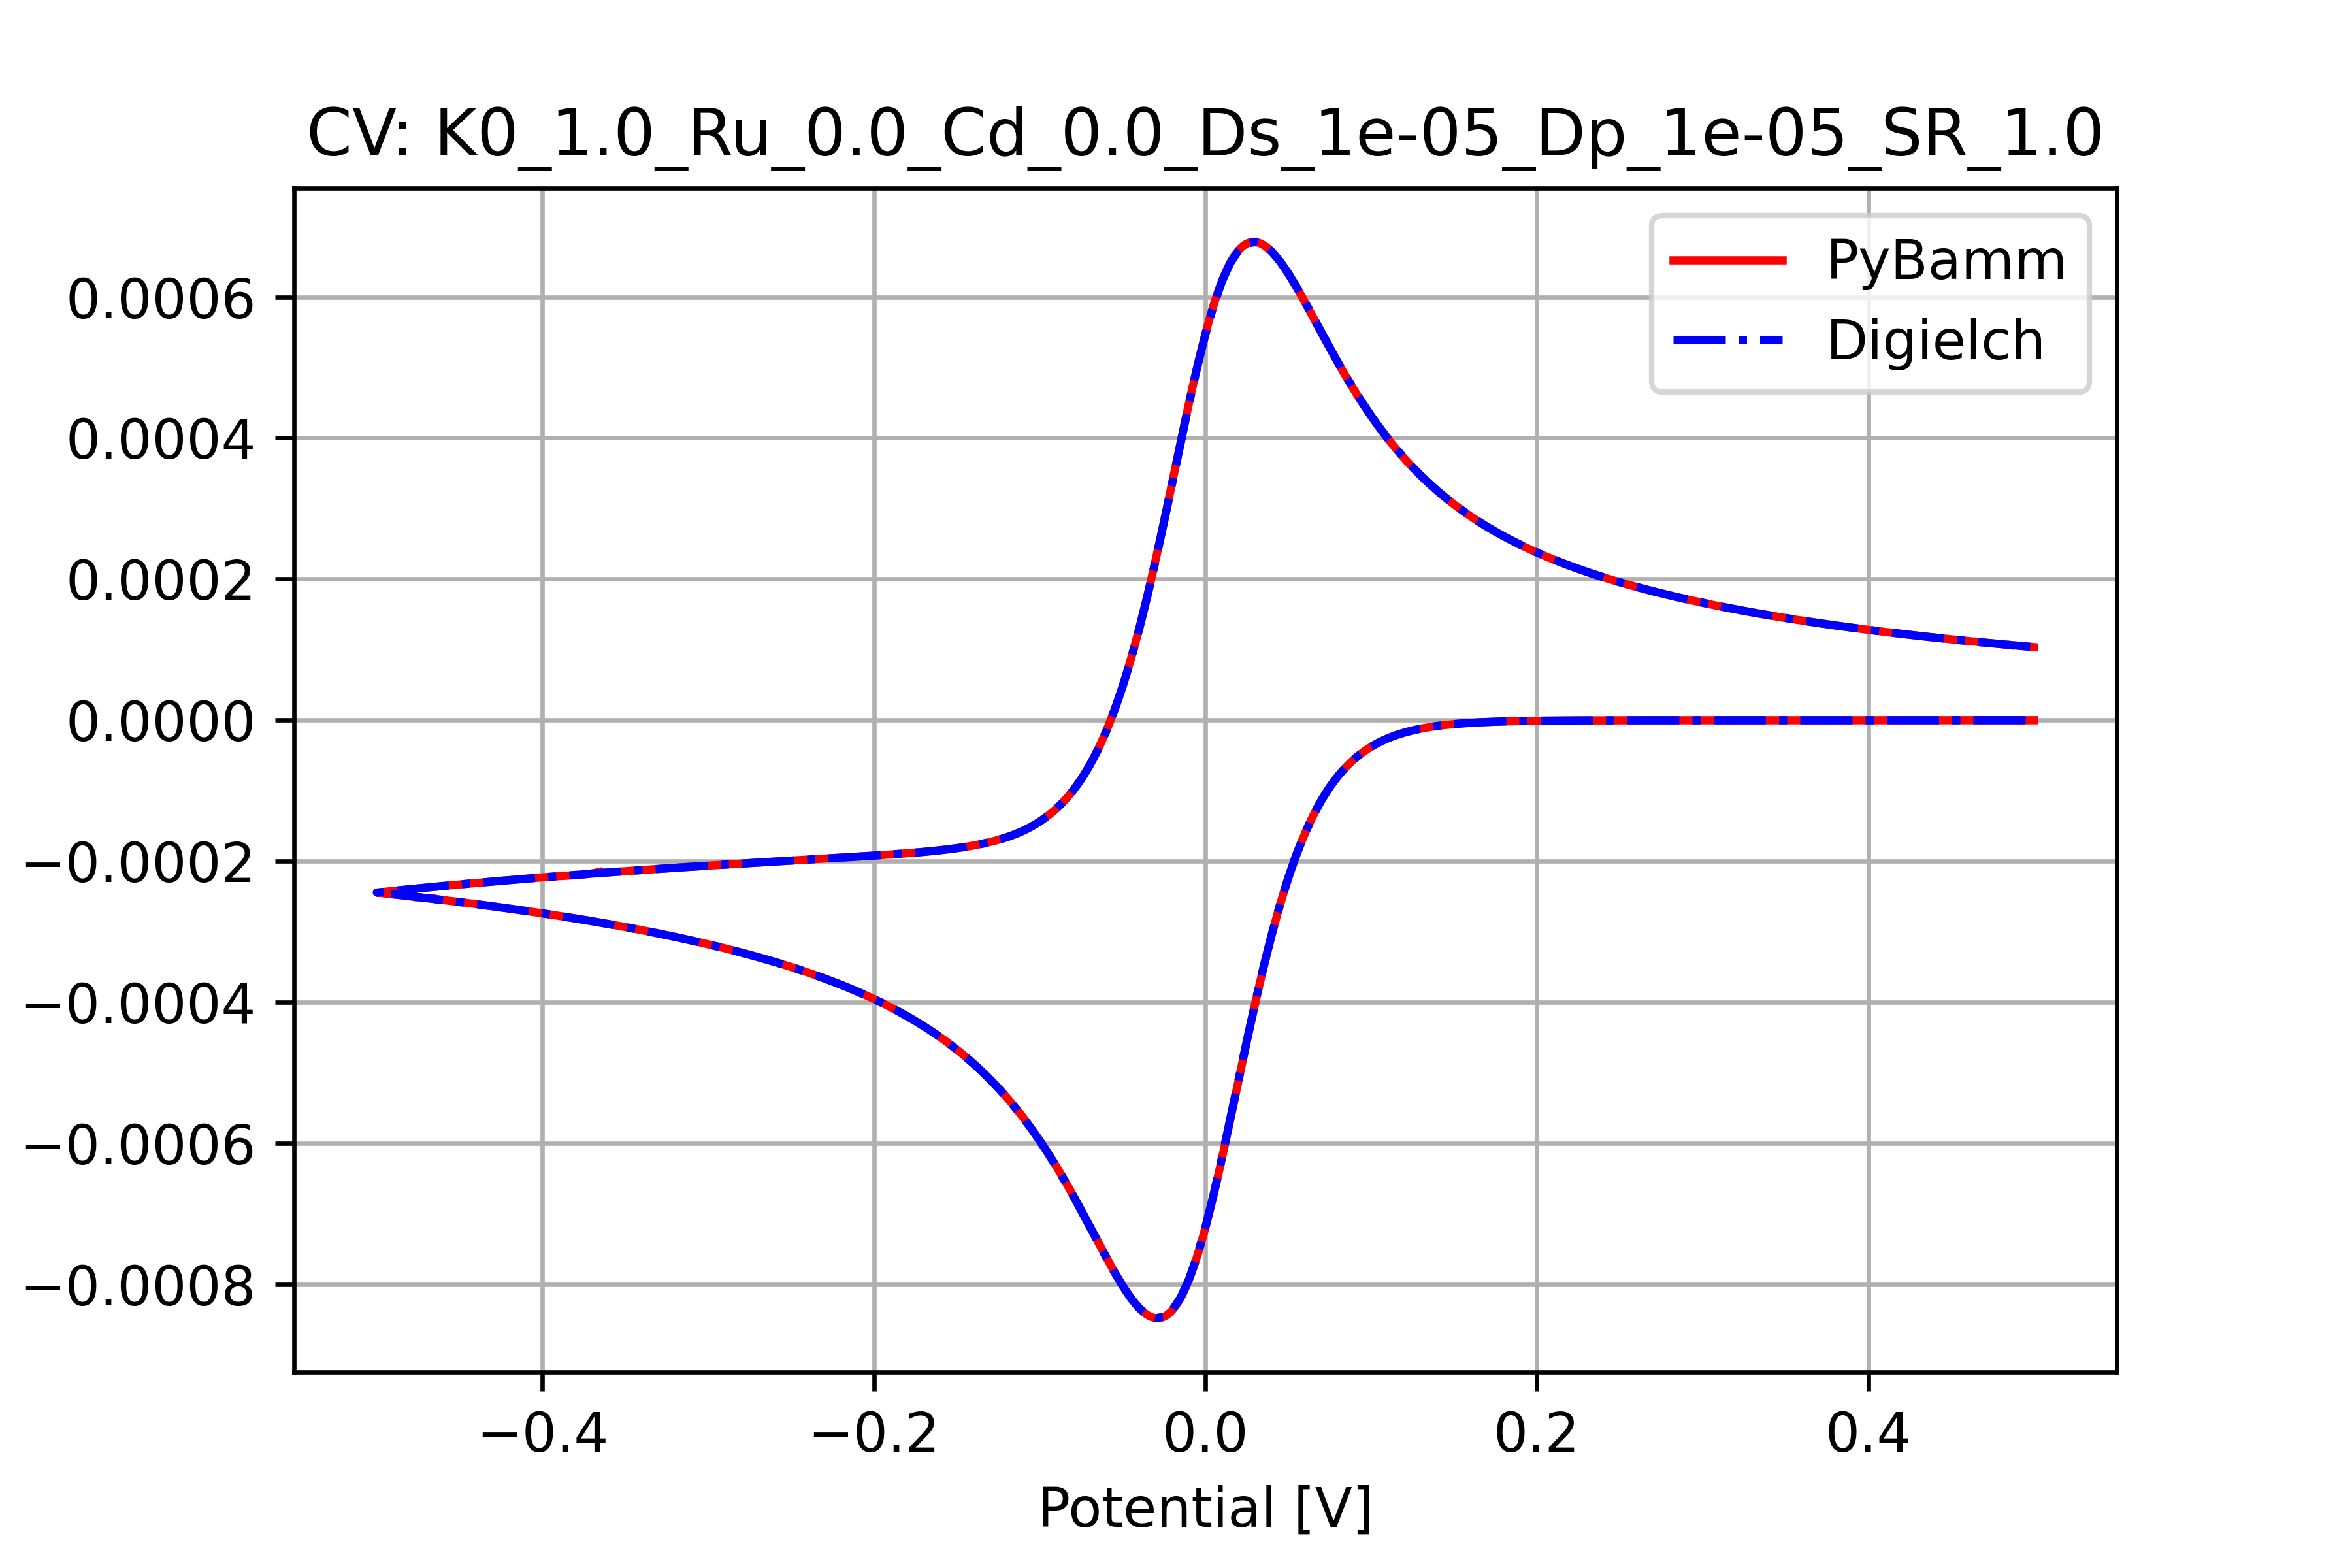 CV: K0_1.0_Ru_0.0_Cd_0.0_Ds_1e-05_Dp_1e-05_SR_1.0
PyBamm
Digielch
0.0006
0.0004
0.0002
0.0000
−0.0002
−0.0004
−0.0006
−0.0008
−0.4 −0.2 0.0 0.2 0.4
Potential [V]